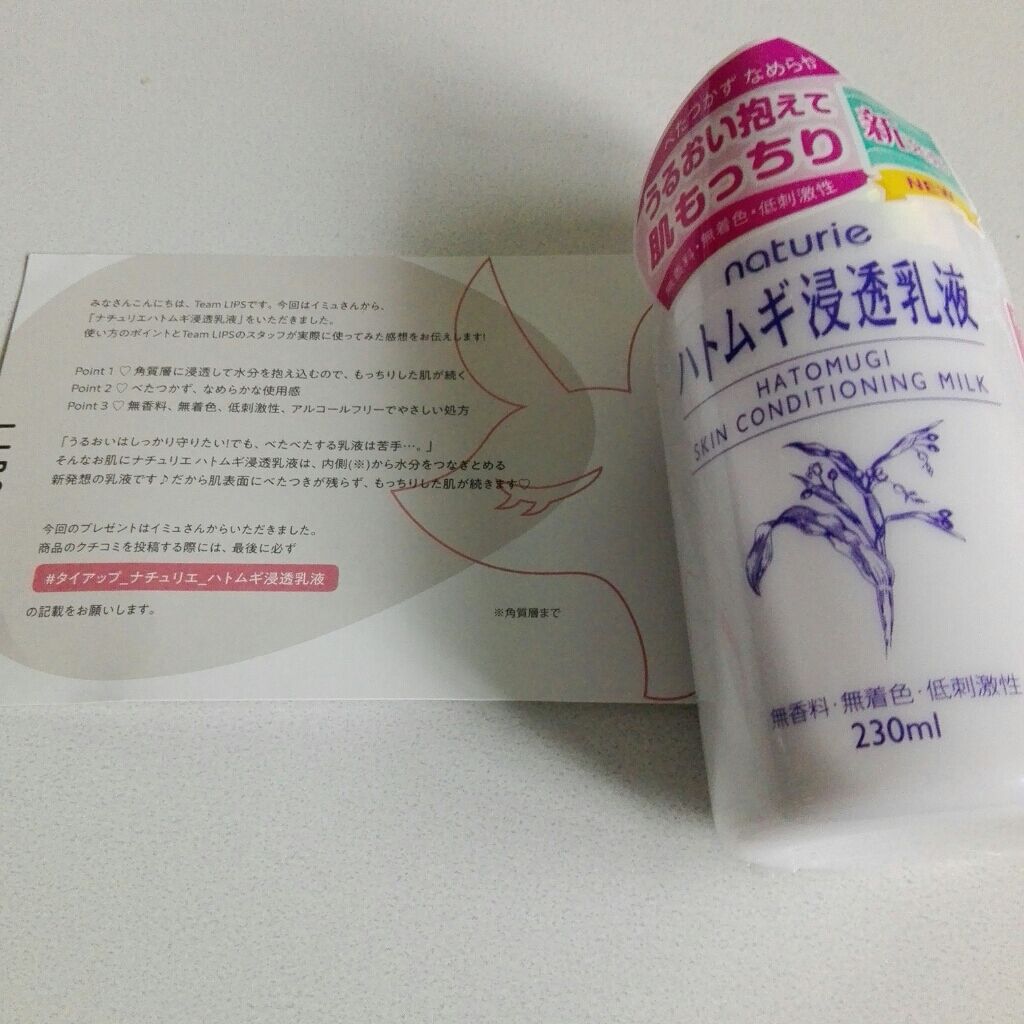 みなさんこんにちは、Team LIPSです。今回はイミュさんから、
「ナチュリエハトムギ浸透乳液」をいただきました。
使い方のポイントとTeam LIPSのスタッフが実際に使ってみた感想をお伝えします!
Point 1 ♡ 角質層に浸透して水分を抱え込むので、もっちりした肌が続く
Point 2 ♡ べたつかず、なめらかな使用感
Point 3 ♡ 無香料、無着色、低刺激性、アルコールフリーでやさしい処方
「うるおいはしっかり守りたい!でも、べたべたする乳液は苦手…。」
そんなお肌にナチュリエ ハトムギ浸透乳液は、内側(※)から水分をつなぎとめる
新発想の乳液です♪だから肌表面にべたつきが残らず、もっちりした肌が続きます♡
今回のプレゼントはイミュさんからいただきました。
商品のクチコミを投稿する際には、最後に必ず
#タイアップ_ナチュリエ_ハトムギ浸透乳液
の記載をお願いします。
※角質層まで
LIPS
べたつかず なめらか
うるおい抱えて
肌もっちり
無香料・無着色・低刺激性
新
NEW
naturie
ハトムギ浸透乳液
HATOMUGI
SKIN CONDITIONING MILK
無香料・無着色・低刺激性
230ml